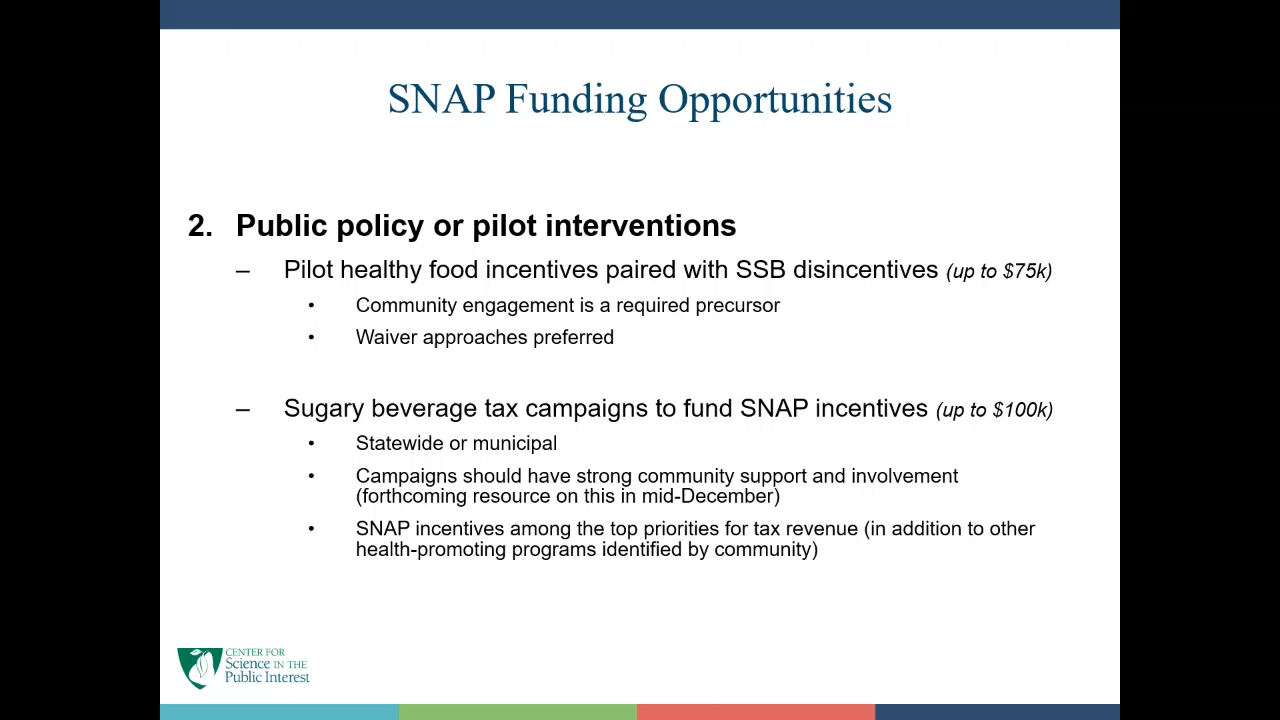 SNAP Funding Opportunities
2. Public policy or pilot interventions
– Pilot healthy food incentives paired with SSB disincentives (up to $75k)
• Community engagement is a required precursor
• Waiver approaches preferred
– Sugary beverage tax campaigns to fund SNAP incentives (up to $100k)
• Statewide or municipal
• Campaigns should have strong community support and involvement
(forthcoming resource on this in mid-December)
• SNAP incentives among the top priorities for tax revenue (in addition to other
health-promoting programs identified by community)
CENTER FOR
Science IN THE
Public Interest